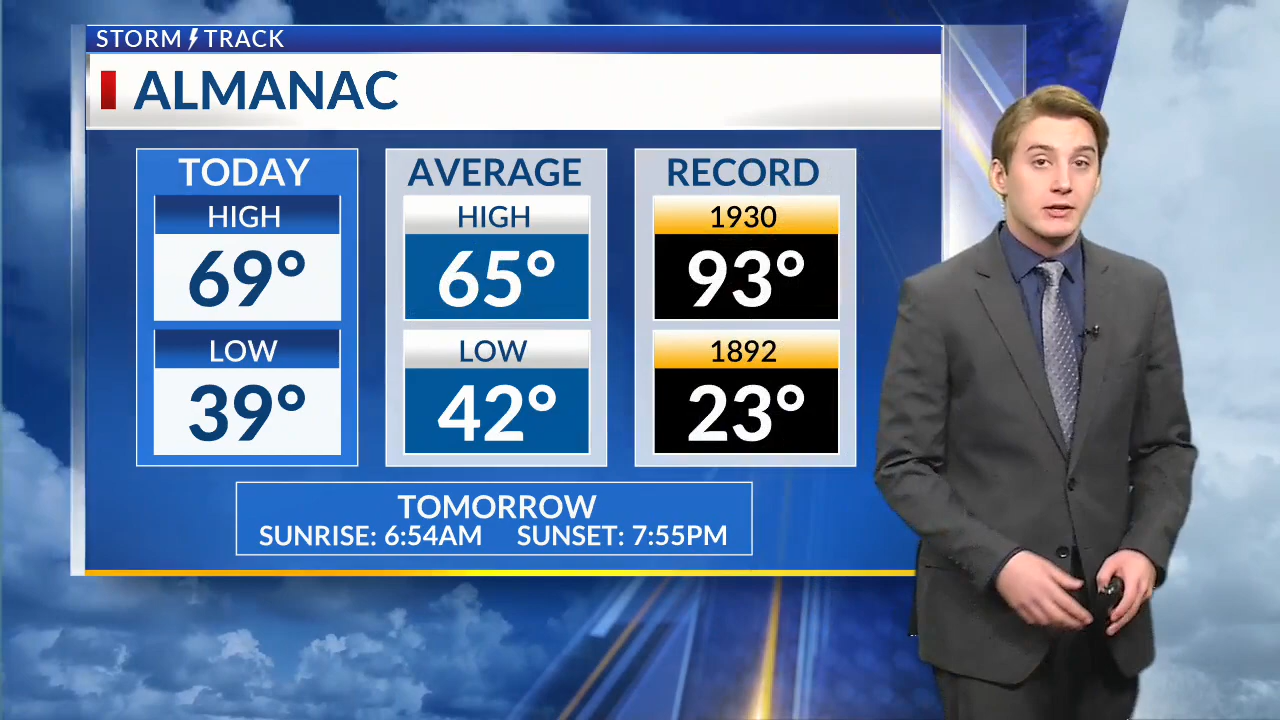 STORM TRACK
ALMANAC
TODAY
HIGH
69°
LOW
39°
AVERAGE
HIGH
65°
LOW
42°
RECORD
1930
93°
1892
23°
TOMORROW
SUNRISE: 6:54AM SUNSET: 7:55PM